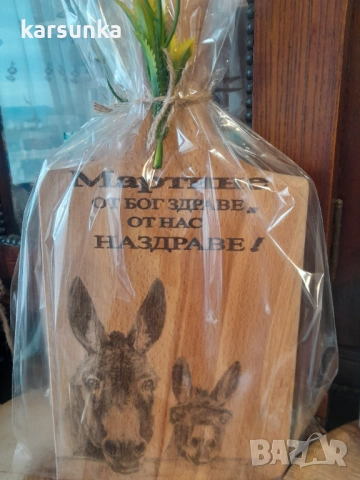 karsunka
Мартине
ОТ БОГ ЗДРАВЕ,
ОТ НАС
НАЗДРАВЕ!
BAZAR